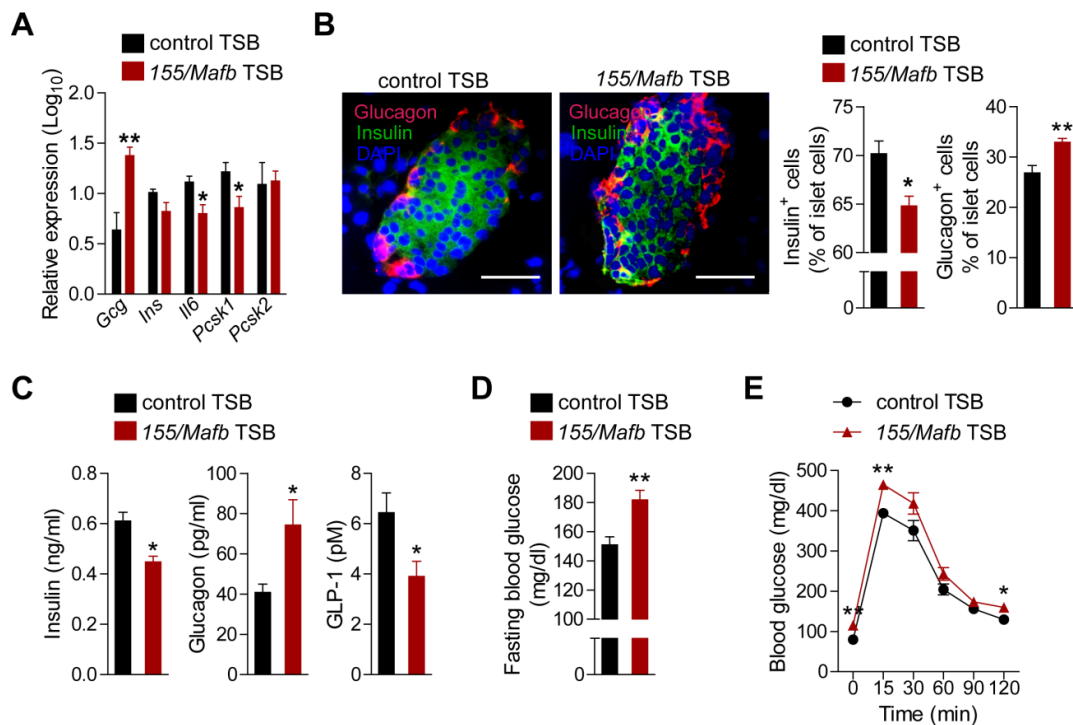 A
control TSB
155/Mafb TSB
Relative expression (Log10)
2.0
1.5
1.0
0.5
0.0
**
*
*
Gcg
Ins
Il6
Pcsk1
Pcsk2
B
control TSB
155/Mafb TSB
Glucagon
Insulin
DAPI
Glucagon
Insulin
DAPI
control TSB
155/Mafb TSB
Insulin+ cells
(% of islet cells)
75
70
65
60
0
*
Glucagon+ cells
% of islet cells)
40
30
20
10
0
**
C
control TSB
155/Mafb TSB
Insulin (ng/ml)
0.8
0.6
0.4
0.2
0.0
*
Glucagon (pg/ml)
100
80
60
40
20
0
*
GLP-1 (pM)
8
6
4
2
0
*
D
control TSB
155/Mafb TSB
Fasting blood glucose
(mg/dl)
200
180
160
140
120
100
0
**
E
control TSB
155/Mafb TSB
Blood glucose (mg/dl)
500
400
300
200
100
0
**
**
*
0 15 30 60 90 120
Time (min)